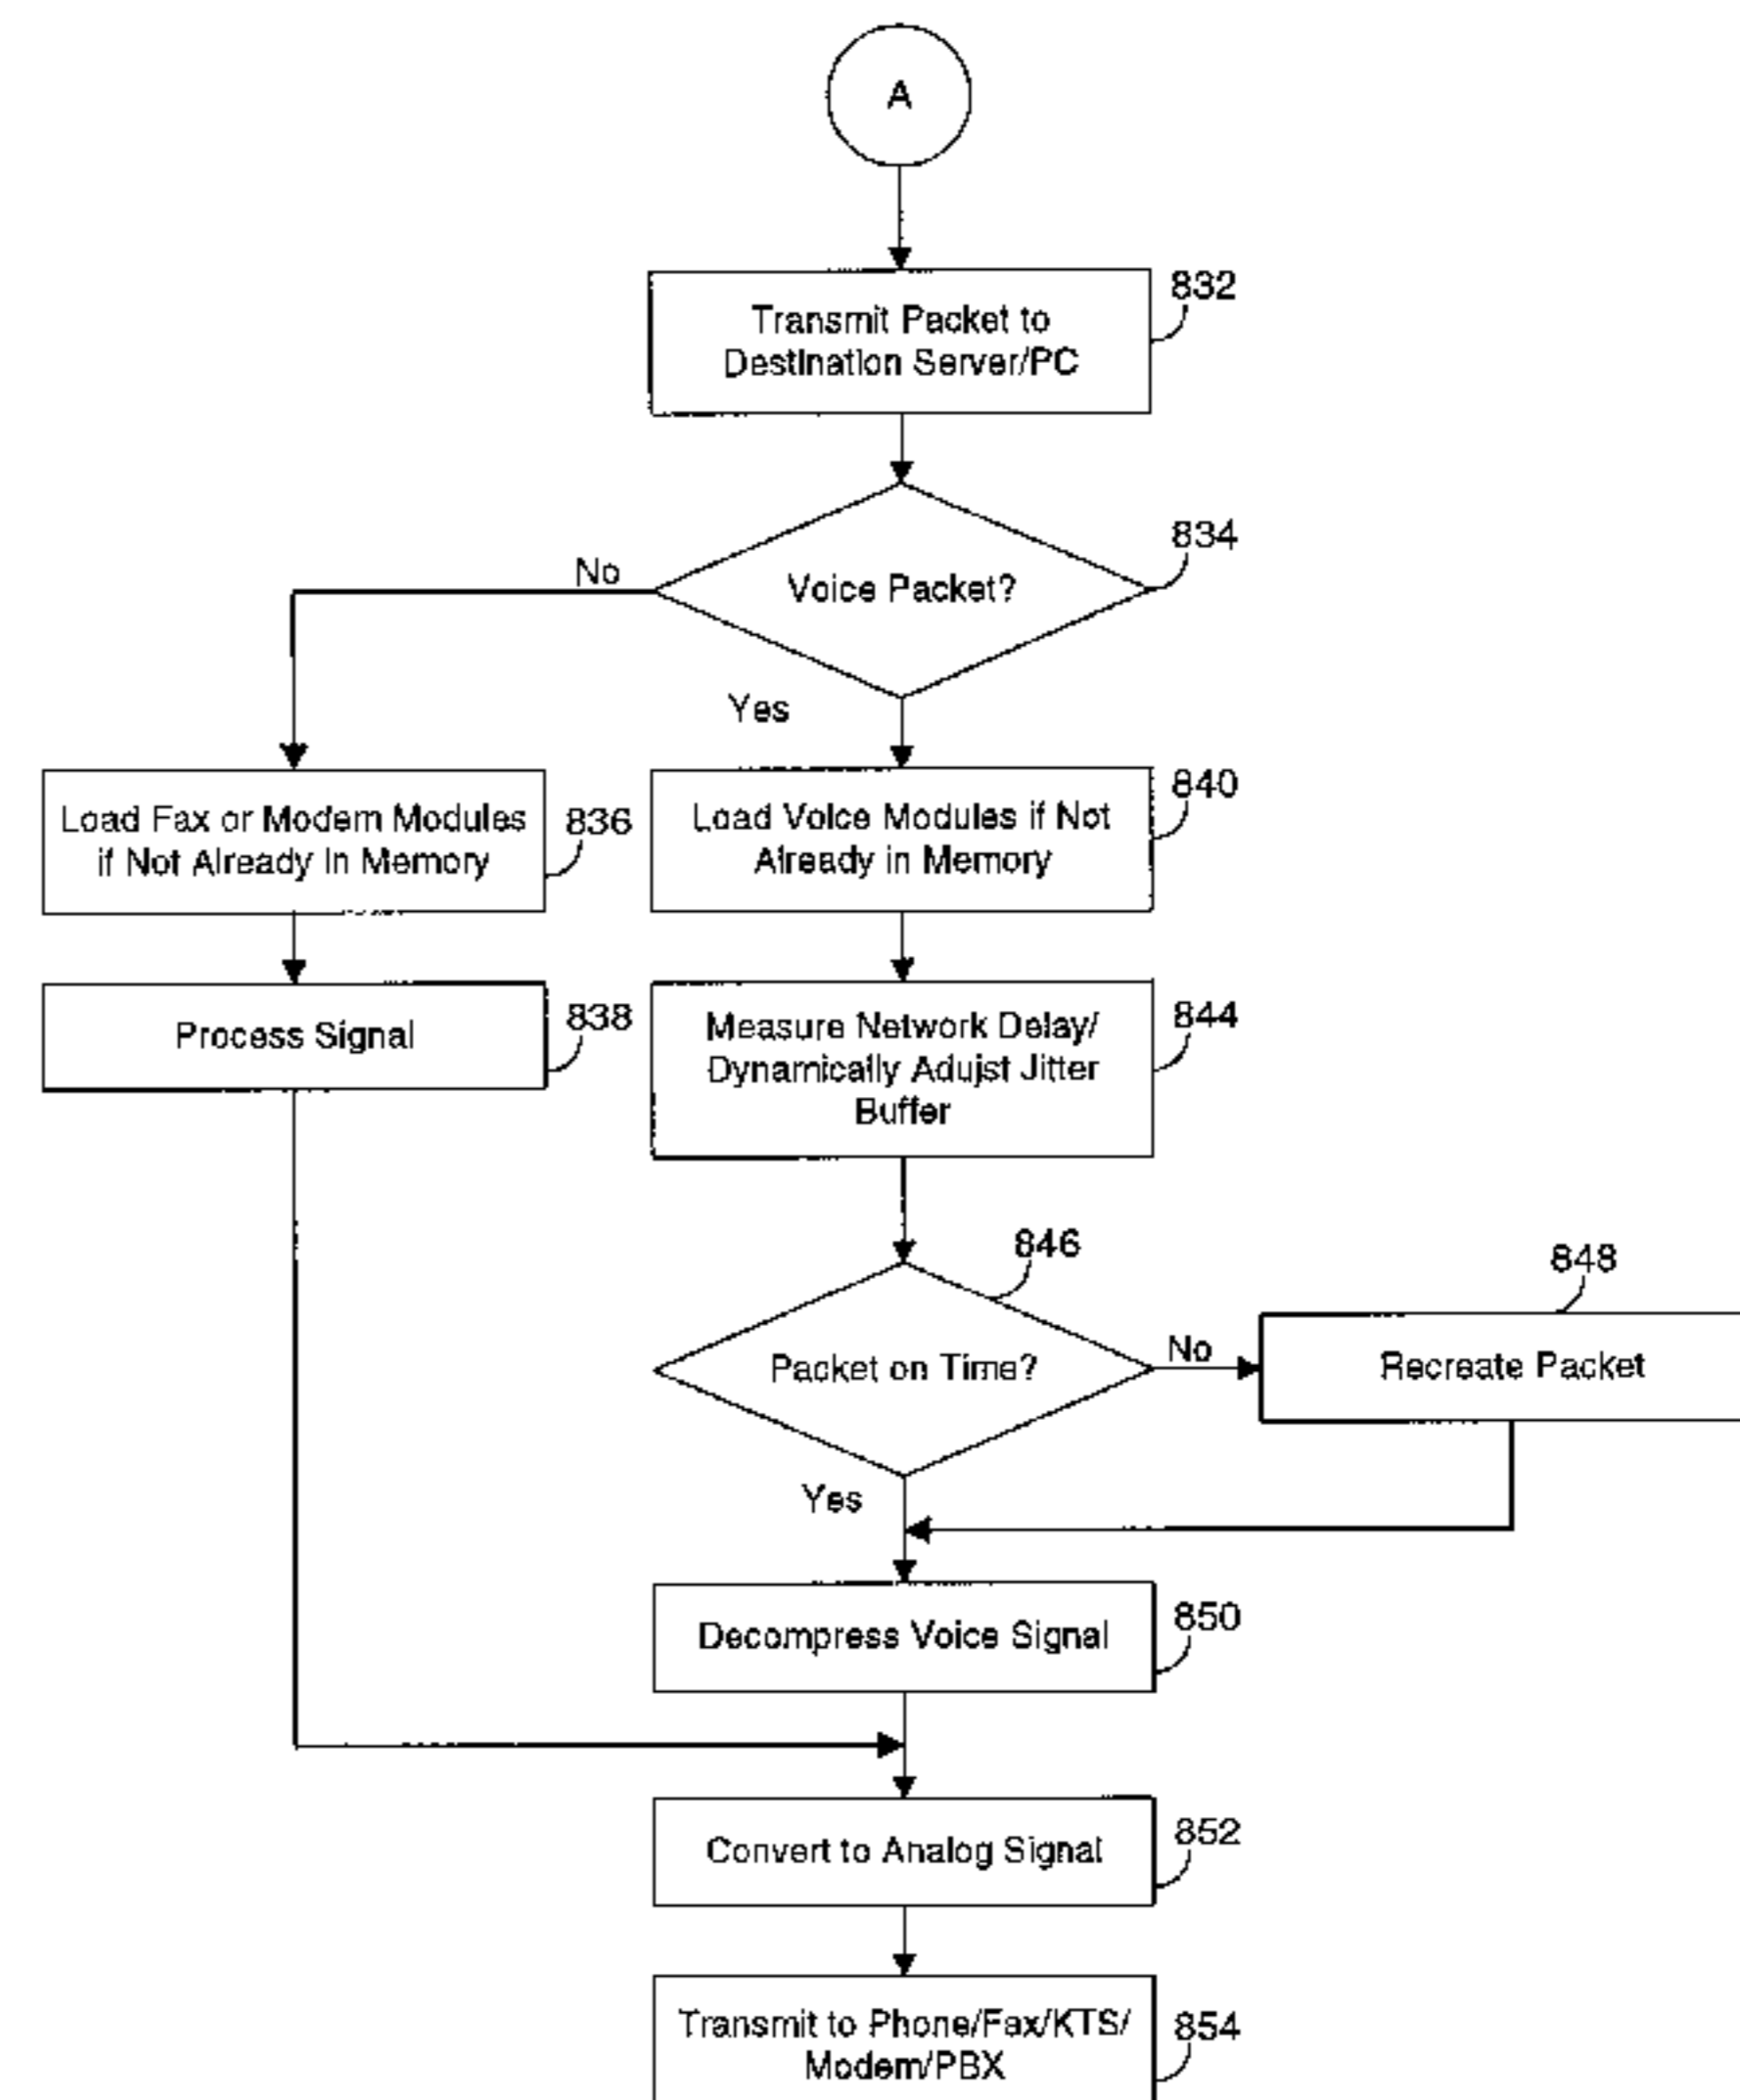 A
832
Transmit Packet to
Destination Server/PC
834
No
Voice Packet?
Yes
836
Load Fax or Modem Modules
if Not Already In Memory
840
Load Voice Modules if Not
Already in Memory
838
Process Signal
844
Measure Network Delay/
Dynamically Adujst Jitter
Buffer
846
848
Packet on Time?
No
Recreate Packet
Yes
850
Decompress Voice Signal
852
Convert to Analog Signal
854
Transmit to Phone/Fax/KTS/
Modem/PBX